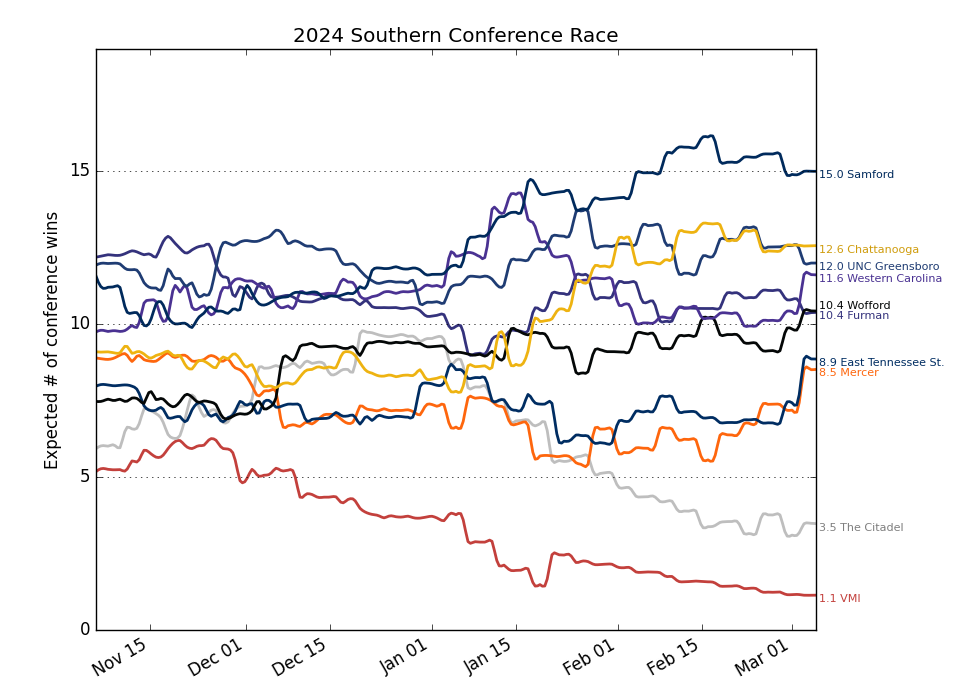 2024 Southern Conference Race
Expected # of conference wins
15
10
5
0
15.0 Samford
12.6 Chattanooga
12.0 UNC Greensboro
11.6 Western Carolina
10.4 Wofford
10.4 Furman
8.9 East Tennessee St.
8.5 Mercer
3.5 The Citadel
1.1 VMI
Nov 15
Dec 01
Dec 15
Jan 01
Jan 15
Feb 01
Feb 15
Mar 01